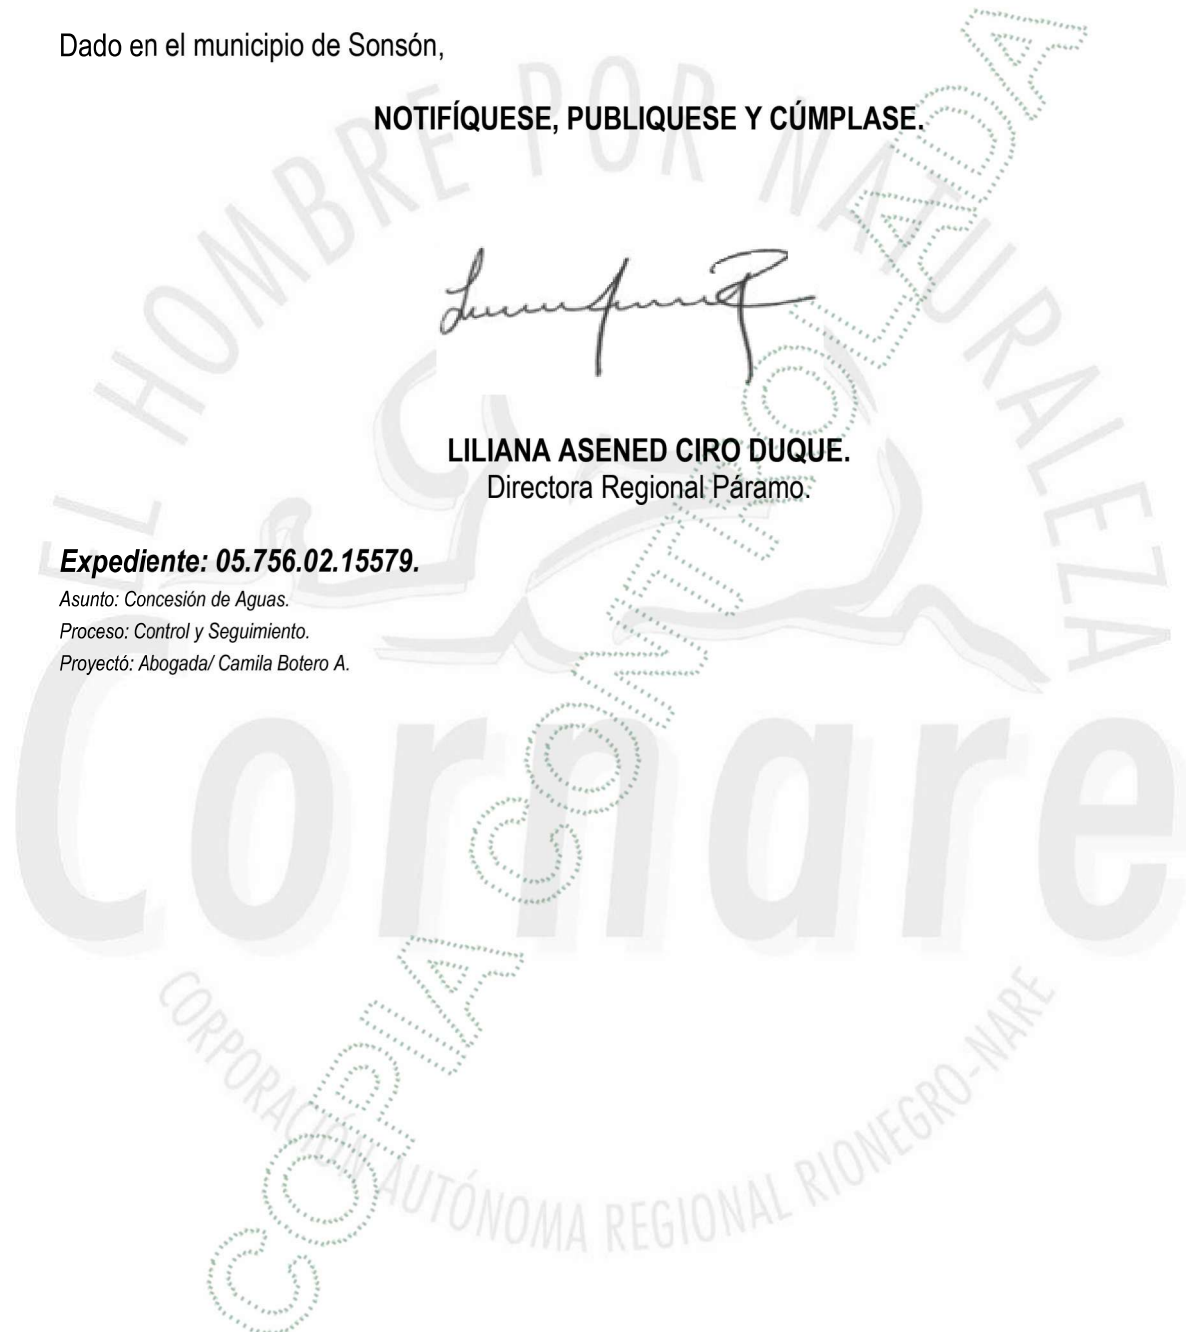 Dado en el municipio de Sonsón,
NOTIFÍQUESE, PUBLIQUESE Y CÚMPLASE.
LILIANA ASENED CIRO DUQUE.
Directora Regional Páramo.
Expediente: 05.756.02.15579.
Asunto: Concesión de Aguas.
Proceso: Control y Seguimiento.
Proyectó: Abogada/ Camila Botero A.
EL HOMBRE POR NATURALEZA
Cornare
CORPORACIÓN AUTÓNOMA REGIONAL RIONEGRO-NARE
COPIA CONTROLADA